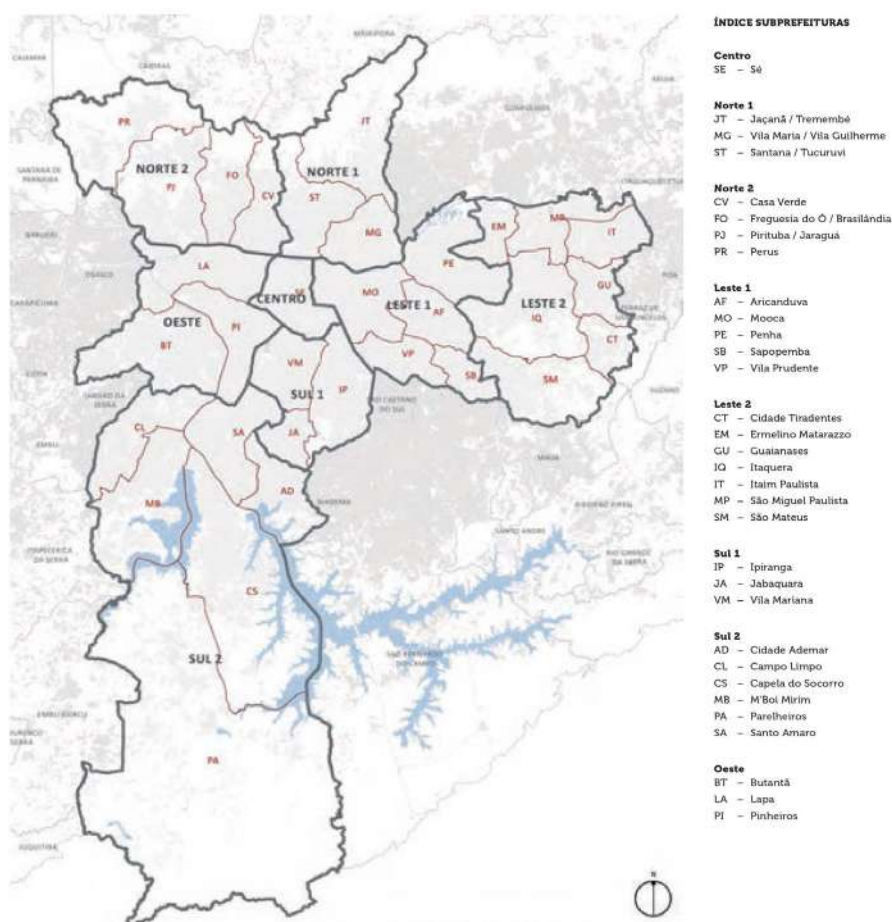 MAIRIPORÃ
CAJAMAR
CAIEIRAS
ARUJÁ
GUARULHOS
SANTANA DE
PARNAÍBA
PR
JT
NORTE 2
PJ
FO
CV
NORTE 1
ST
MG
BARUERI
OSASCO
CARAPICUIBA
LA
SE
CENTRO
OESTE
PI
BT
MO
LESTE 1
AF
PE
VP
SB
EM
MP
IT
GU
LESTE 2
IQ
CT
SM
POA
SUZANO
COTIA
TABOÃO DA
SERRA
EMBU
VM
IP
SUL 1
JA
SÃO CAETANO
DO SUL
MAUÁ
CL
SA
MB
AD
DIADEMA
RIBEIRÃO PIRES
SANTO ANDRÉ
RIO GRANDE
DA SERRA
ITAPECERICA
DA SERRA
CS
SUL 2
SÃO BERNARDO
DO CAMPO
EMBU-GUAÇU
PA
JUQUITIBA
N
ÍNDICE SUBPREFEITURAS
Centro
SE – Sé
Norte 1
JT – Jaçanã / Tremembé
MG – Vila Maria / Vila Guilherme
ST – Santana / Tucuruvi
Norte 2
CV – Casa Verde
FO – Freguesia do Ó / Brasilândia
PJ – Pirituba / Jaraguá
PR – Perus
Leste 1
AF – Aricanduva
MO – Mooca
PE – Penha
SB – Sapopemba
VP – Vila Prudente
Leste 2
CT – Cidade Tiradentes
EM – Ermelino Matarazzo
GU – Guaianases
IQ – Itaquera
IT – Itaim Paulista
MP – São Miguel Paulista
SM – São Mateus
Sul 1
IP – Ipiranga
JA – Jabaquara
VM – Vila Mariana
Sul 2
AD – Cidade Ademar
CL – Campo Limpo
CS – Capela do Socorro
MB – M'Boi Mirim
PA – Parelheiros
SA – Santo Amaro
Oeste
BT – Butantã
LA – Lapa
PI – Pinheiros